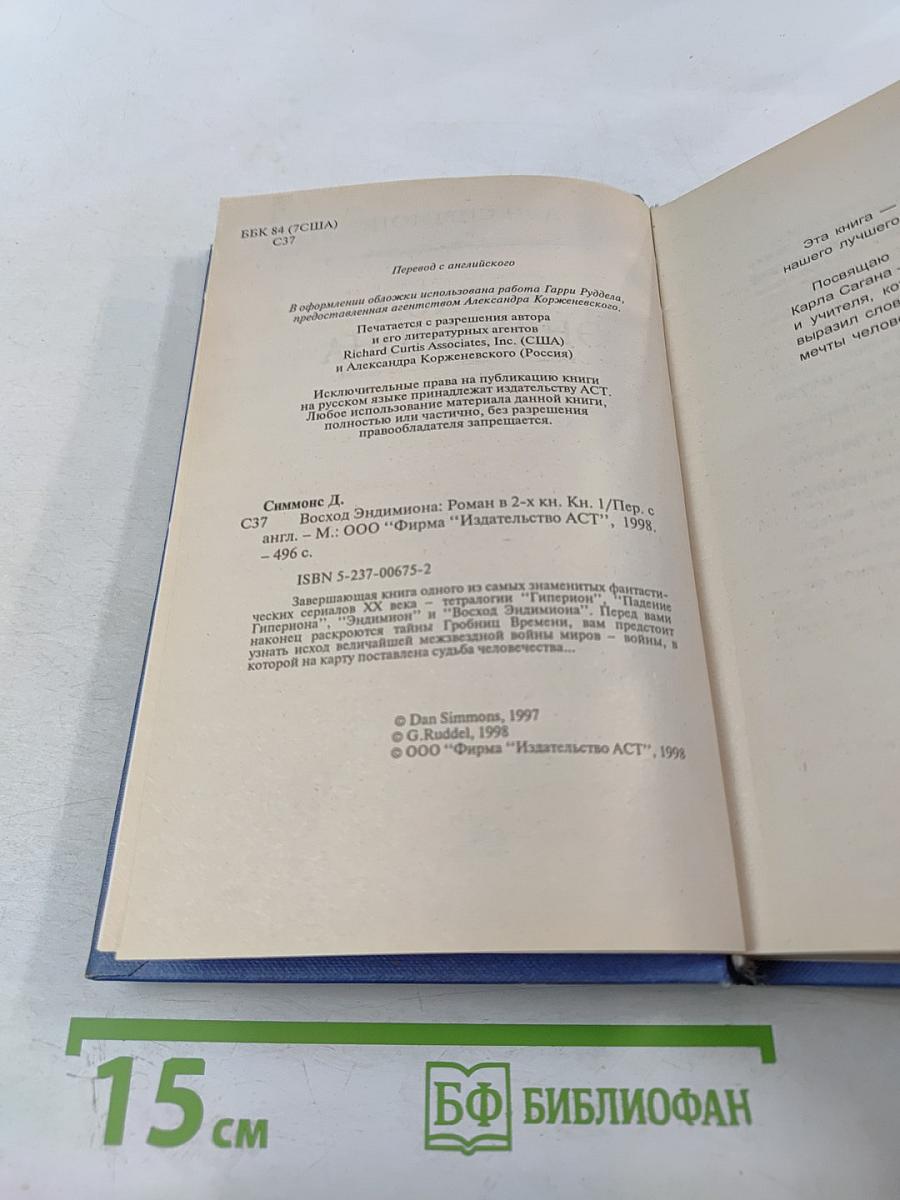 ББК 84 (7США)
С37
Перевод с английского
В оформлении обложки использована работа Гарри Руддела,
предоставленная агентством Александра Корженевского.
Печатается с разрешения автора
и его литературных агентов
Richard Curtis Associates, Inc. (США)
и Александра Корженевского (Россия)
Исключительные права на публикацию книги
на русском языке принадлежат издательству АСТ.
Любое использование материала данной книги,
полностью или частично, без разрешения
правообладателя запрещается.
Симмонс Д.
С37 Восход Эндимиона: Роман в 2-х кн. Кн. 1/Пер. с
англ. – М.: ООО "Фирма "Издательство АСТ", 1998.
– 496 с.
ISBN 5-237-00675-2
Завершающая книга одного из самых знаменитых фантасти-
ческих сериалов XX века – тетралогии "Гиперион", "Падение
Гипериона", "Эндимион" и "Восход Эндимиона". Перед вами
наконец раскроются тайны Гробниц Времени, вам предстоит
узнать исход величайшей межзвездной войны миров – войны, в
которой на карту поставлена судьба человечества...
© Dan Simmons, 1997
© G.Ruddel, 1998
© ООО "Фирма "Издательство АСТ", 1998
Эта книга —
нашего лучшего
Посвящаю
Карла Сагана –
и учителя, ко
выразил слов
мечты челове
15 см
БФ БИБЛИОФАН